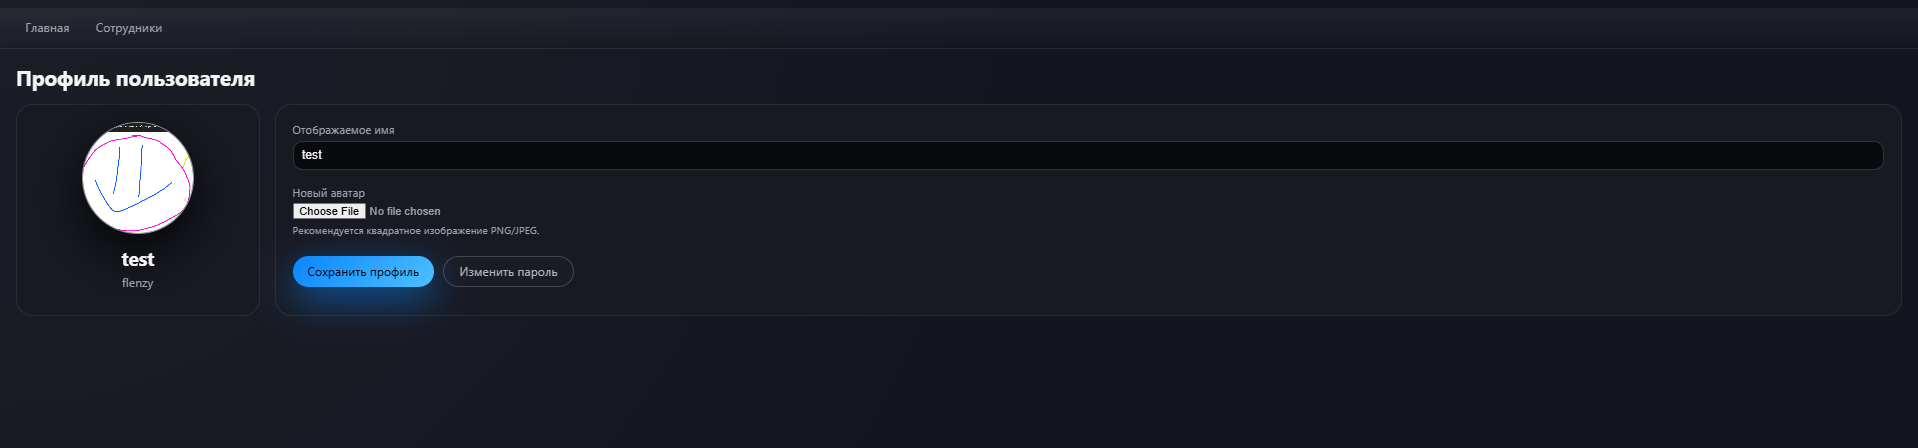 Главная Сотрудники
Профиль пользователя
test
flenzy
Отображаемое имя
test
Новый аватар
Choose File No file chosen
Рекомендуется квадратное изображение PNG/JPEG.
Сохранить профиль Изменить пароль